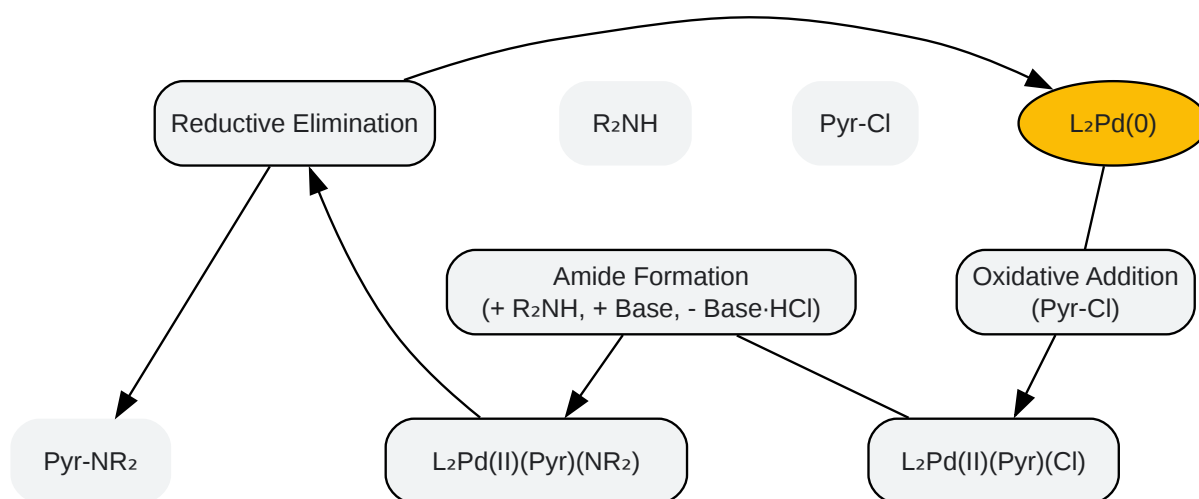 Reductive Elimination
R₂NH
Pyr-Cl
L₂Pd(0)
Amide Formation
(+ R₂NH, + Base, - Base·HCl)
Oxidative Addition
(Pyr-Cl)
Pyr-NR₂
L₂Pd(II)(Pyr)(NR₂)
L₂Pd(II)(Pyr)(Cl)